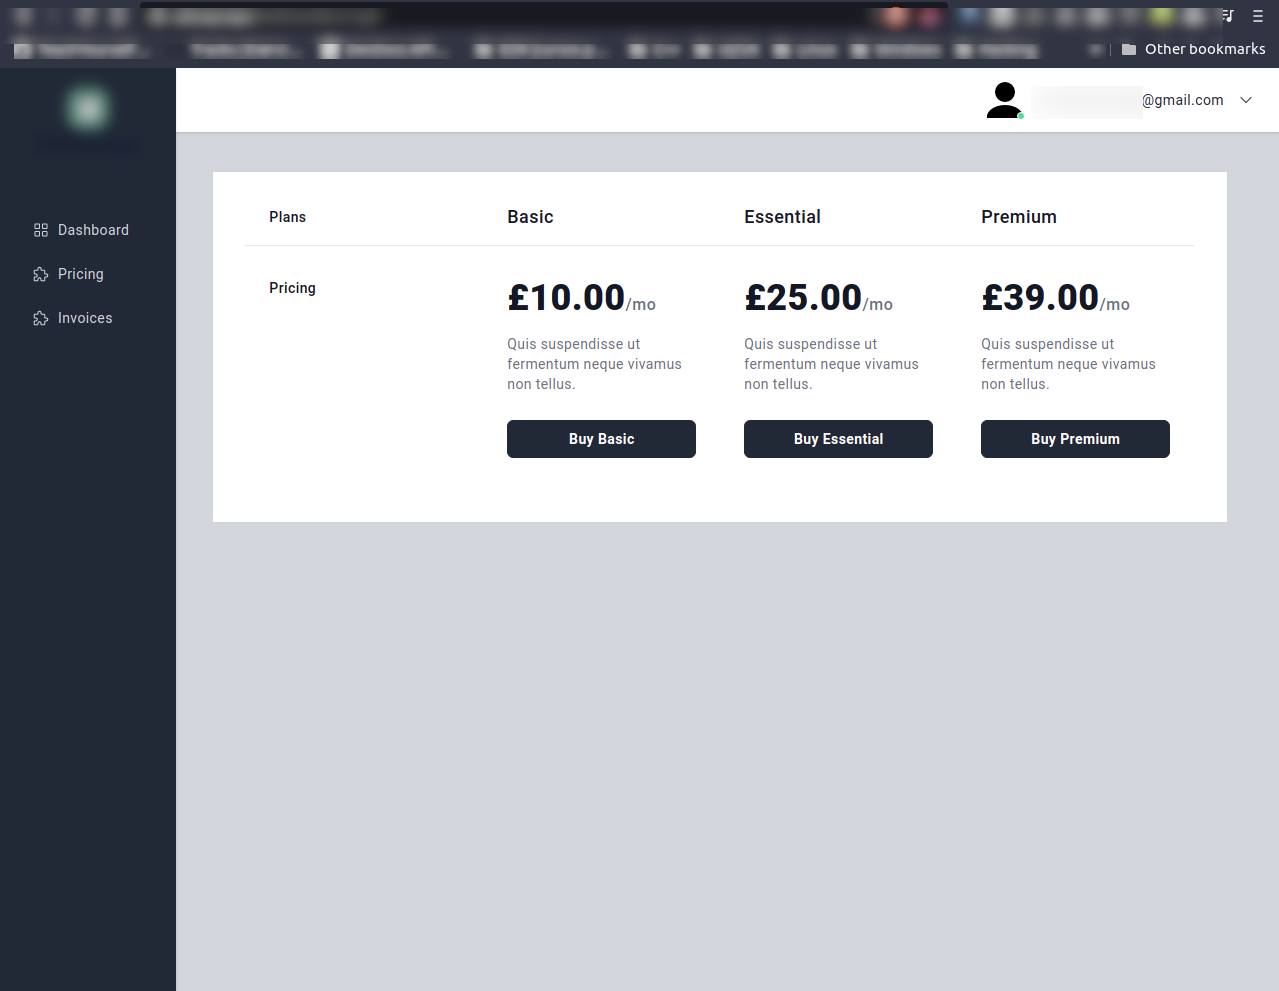 Other bookmarks
@gmail.com
Dashboard
Pricing
Invoices
Plans Basic Essential Premium
Pricing £10.00/mo £25.00/mo £39.00/mo
Quis suspendisse ut fermentum neque vivamus non tellus.
Quis suspendisse ut fermentum neque vivamus non tellus.
Quis suspendisse ut fermentum neque vivamus non tellus.
Buy Basic Buy Essential Buy Premium